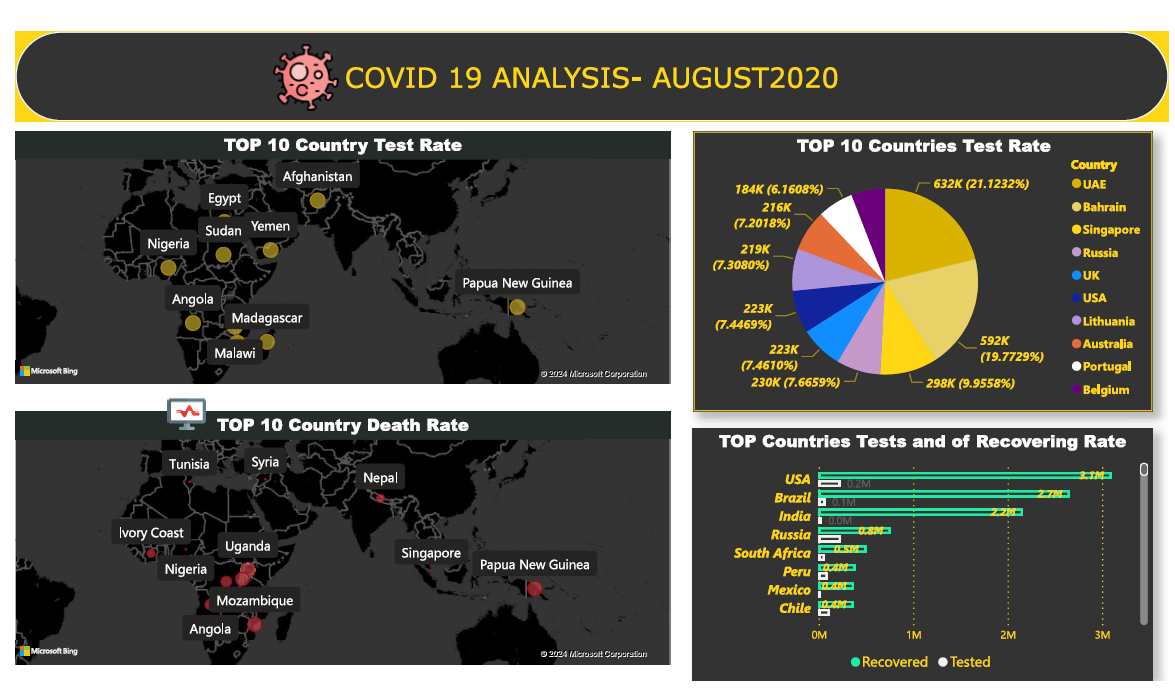 COVID 19 ANALYSIS- AUGUST2020
TOP 10 Country Test Rate
Afghanistan
Egypt
Sudan
Yemen
Nigeria
Papua New Guinea
Angola
Madagascar
Malawi
Microsoft Bing
© 2024 Microsoft Corporation
TOP 10 Countries Test Rate
Country
UAE
Bahrain
Singapore
Russia
UK
USA
Lithuania
Australia
Portugal
Belgium
632K (21.1232%)
592K
(19.7729%)
298K (9.9558%)
230K (7.6659%)
223K
(7.4610%)
223K
(7.4469%)
219K
(7.3080%)
216K
(7.2018%)
184K (6.1608%)
TOP 10 Country Death Rate
Tunisia
Syria
Nepal
Ivory Coast
Uganda
Singapore
Nigeria
Papua New Guinea
Mozambique
Angola
Microsoft Bing
© 2024 Microsoft Corporation
TOP Countries Tests and of Recovering Rate
USA
3.1M
0.2M
Brazil
2.7M
0.1M
India
2.2M
0.0M
Russia
0.8M
South Africa
0.5M
Peru
0.4M
Mexico
0.4M
Chile
0.4M
0M
1M
2M
3M
Recovered
Tested